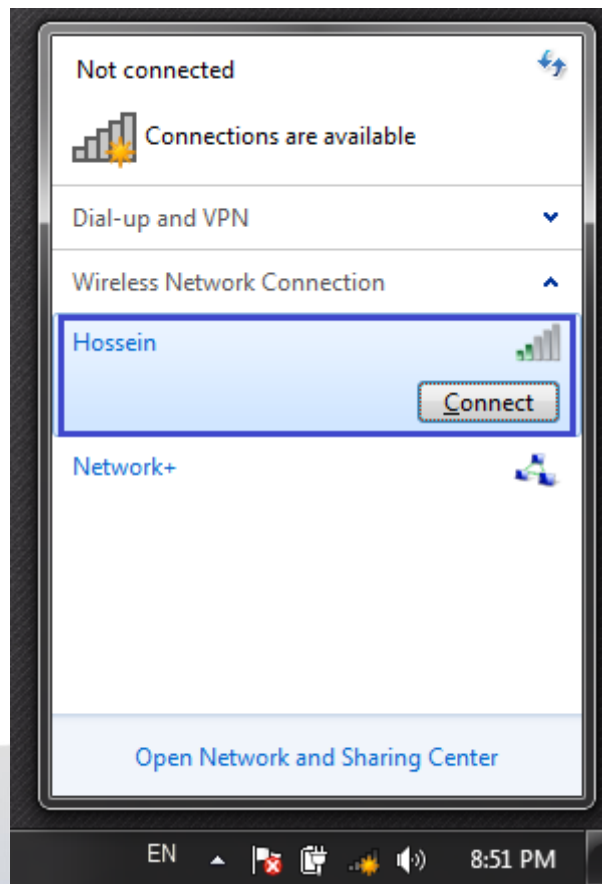 Not connected
Connections are available
Dial-up and VPN
Wireless Network Connection
Hossein
Connect
Network+
Open Network and Sharing Center
EN 8:51 PM